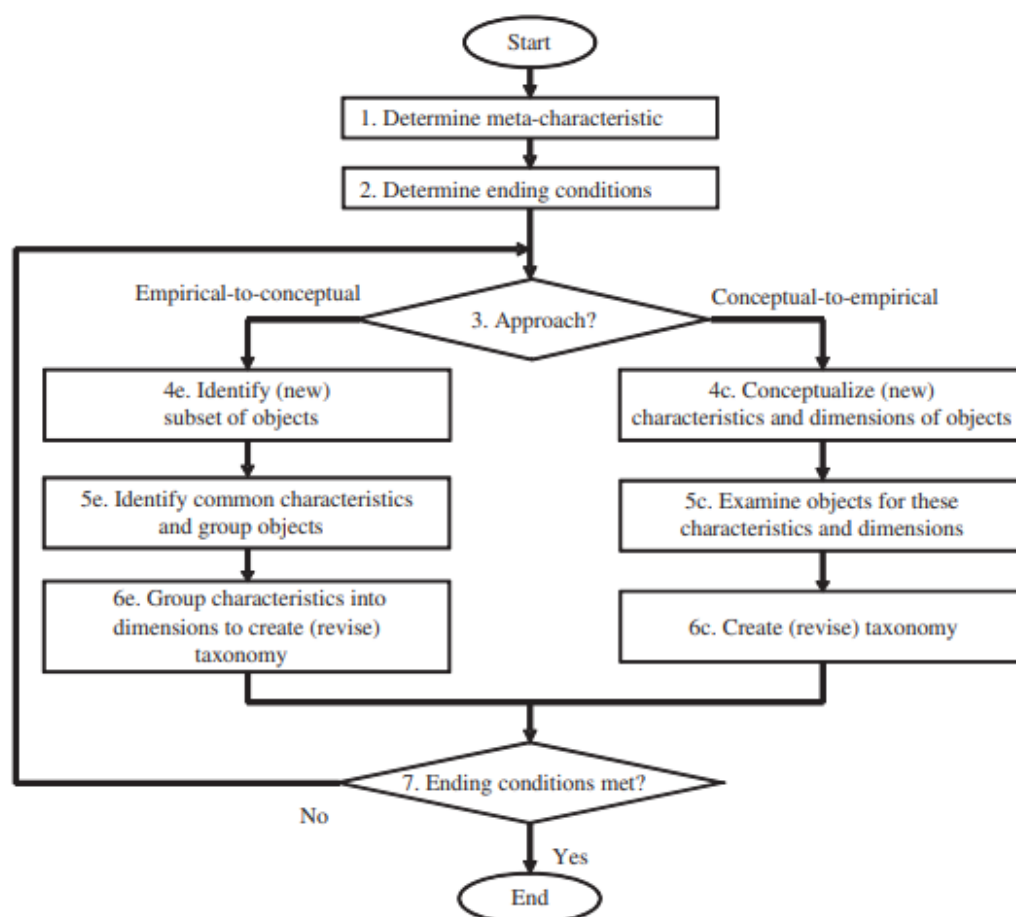 Start
1. Determine meta-characteristic
2. Determine ending conditions
Empirical-to-conceptual
Conceptual-to-empirical
3. Approach?
4e. Identify (new)
subset of objects
4c. Conceptualize (new)
characteristics and dimensions of objects
5e. Identify common characteristics
and group objects
5c. Examine objects for these
characteristics and dimensions
6e. Group characteristics into
dimensions to create (revise)
taxonomy
6c. Create (revise) taxonomy
7. Ending conditions met?
No
Yes
End